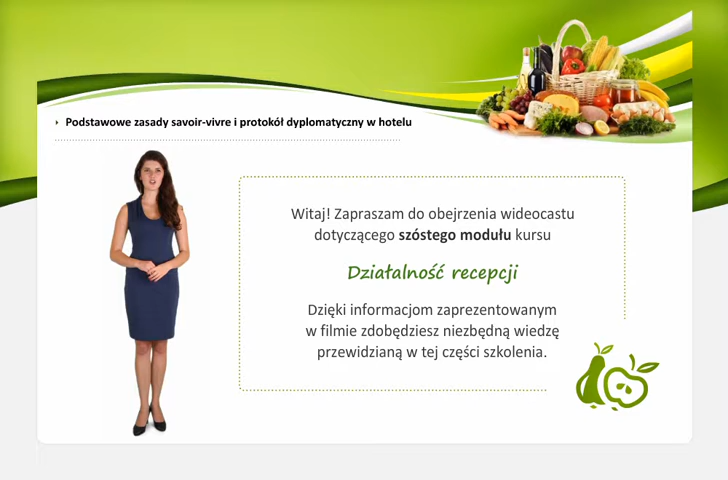 Podstawowe zasady savoir-vivre i protokół dyplomatyczny w hotelu
Witaj! Zapraszam do obejrzenia wideocastu
dotyczącego szóstego modułu kursu
Działalność recepcji
Dzięki informacjom zaprezentowanym
w filmie zdobędziesz niezbędną wiedzę
przewidzianą w tej części szkolenia.